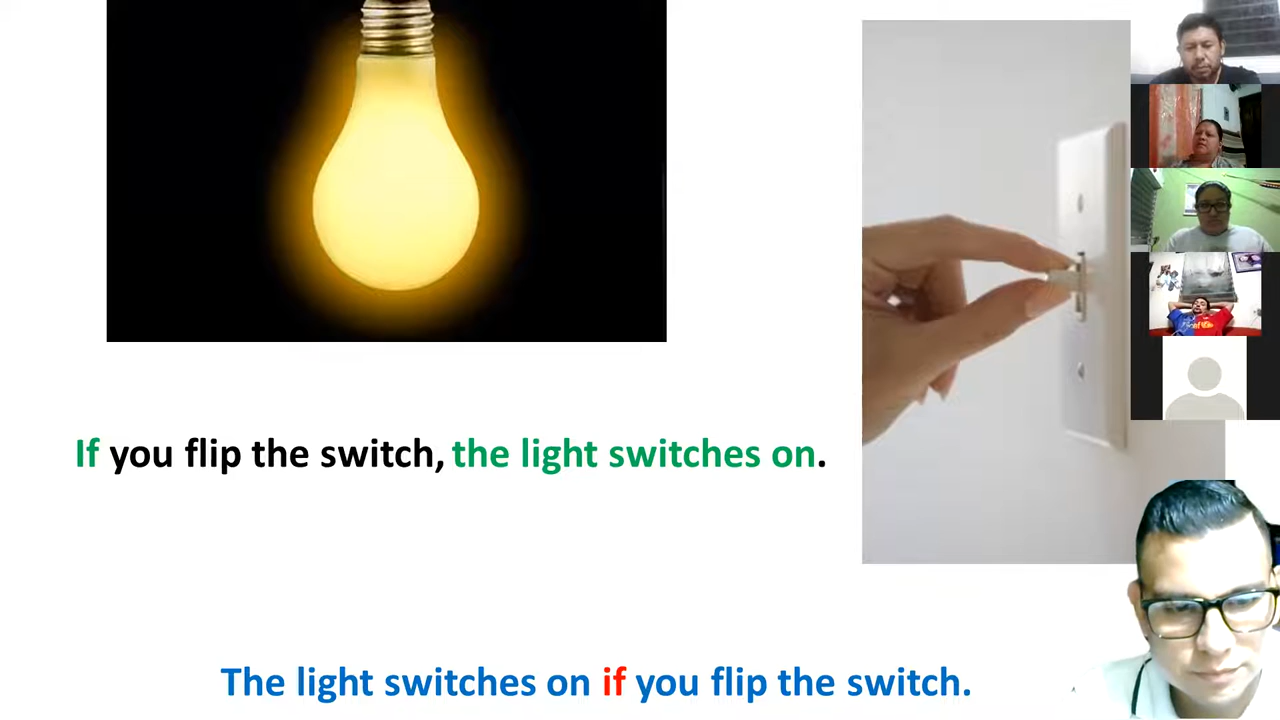 If you flip the switch, the light switches on.
The light switches on if you flip the switch.